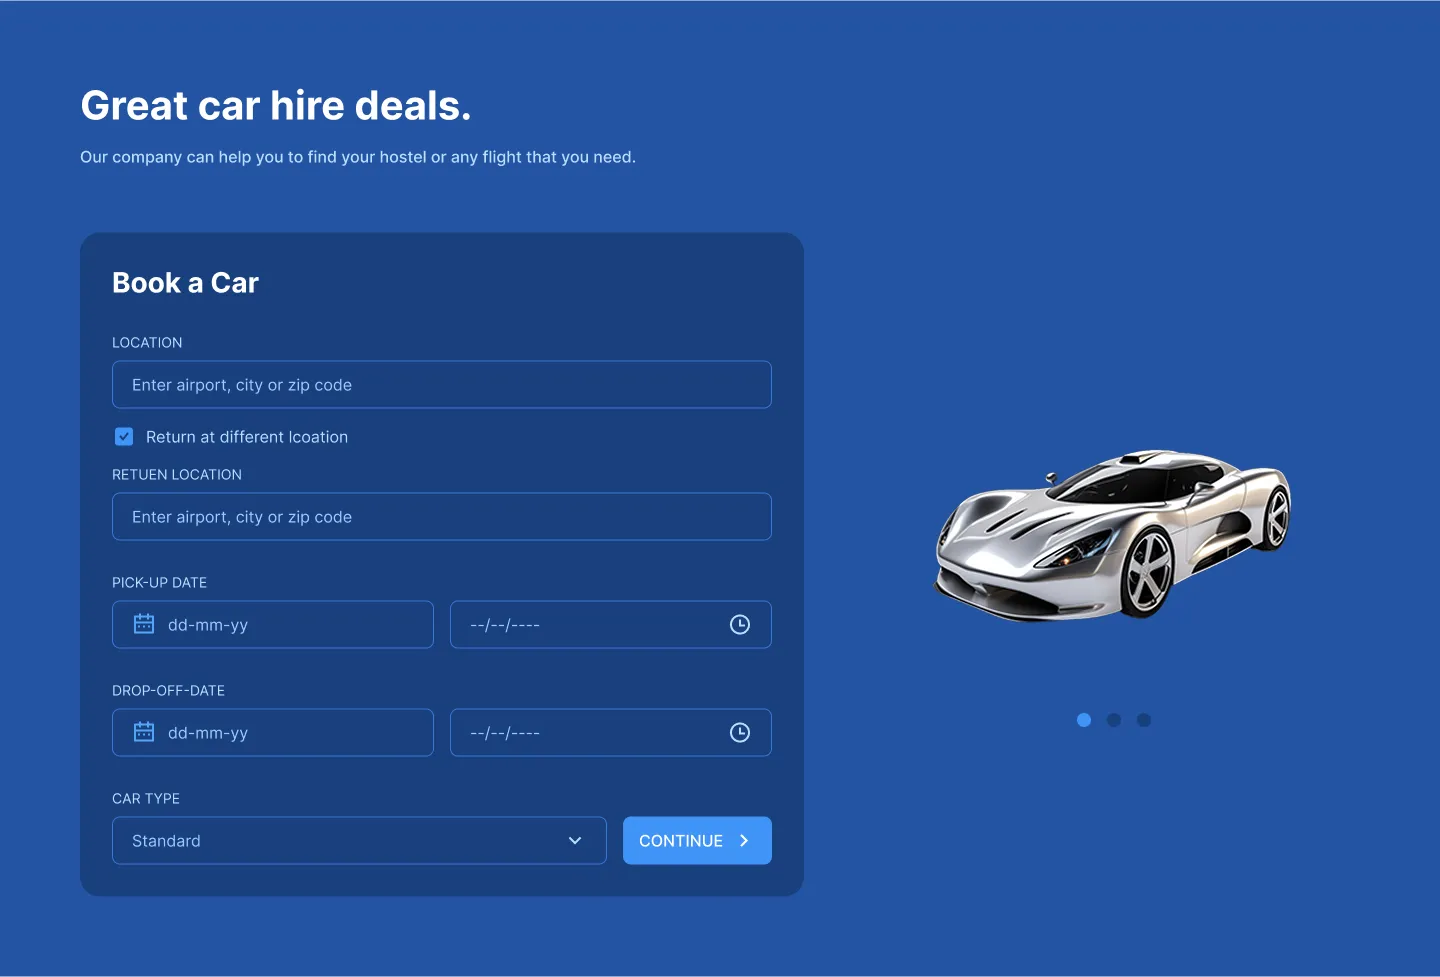 Great car hire deals.
Our company can help you to find your hostel or any flight that you need.
Book a Car
LOCATION
Enter airport, city or zip code
Return at different lcoation
RETUEN LOCATION
Enter airport, city or zip code
PICK-UP DATE
dd-mm-yy
--/--/----
DROP-OFF-DATE
dd-mm-yy
--/--/----
CAR TYPE
Standard
CONTINUE